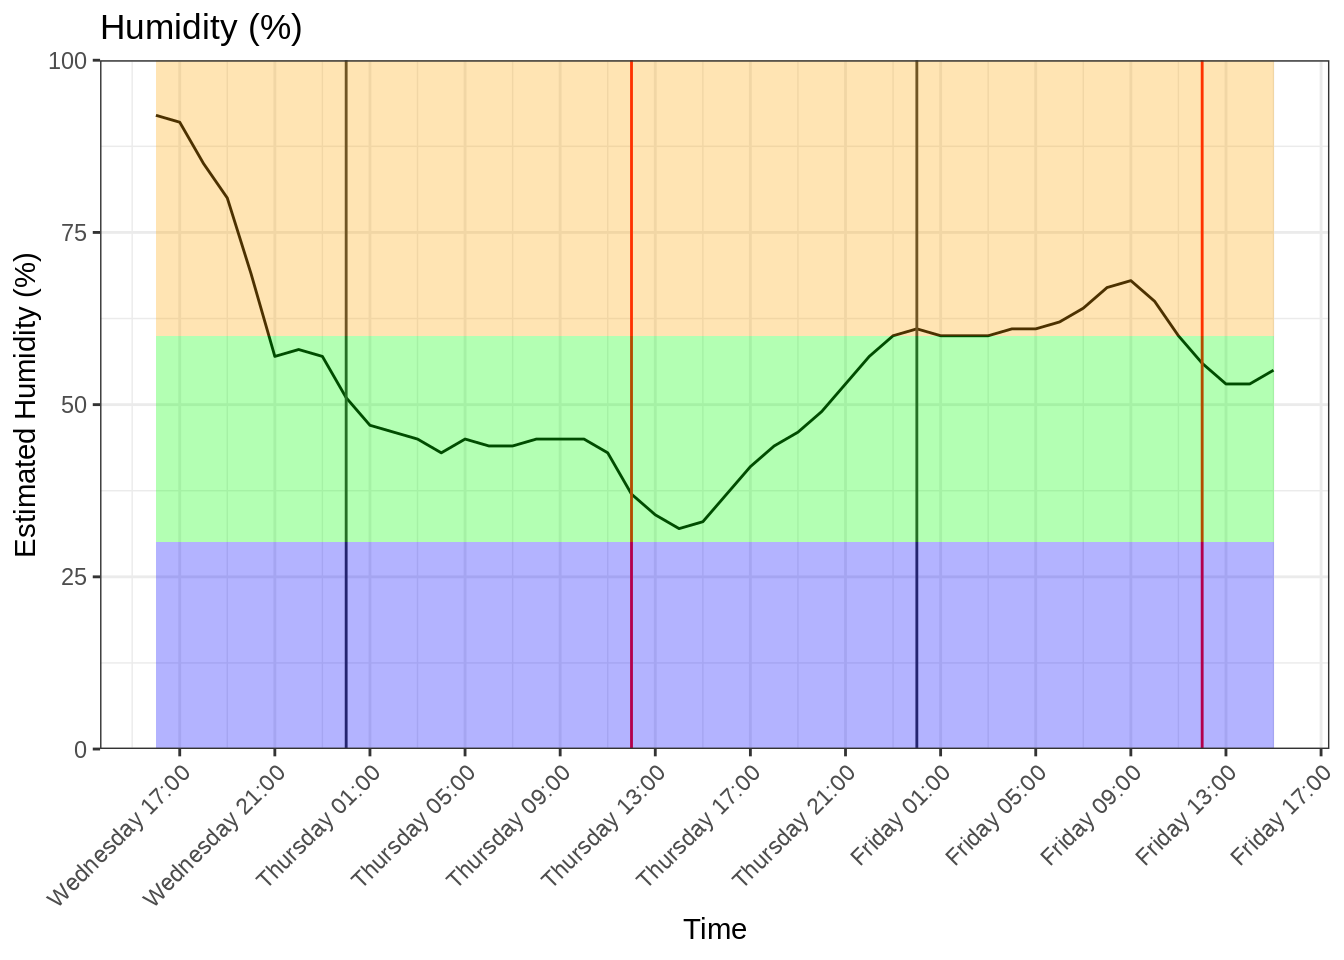 Humidity (%)
Estimated Humidity (%)
100
75
50
25
0
Wednesday 17:00
Wednesday 21:00
Thursday 01:00
Thursday 05:00
Thursday 09:00
Thursday 13:00
Thursday 17:00
Thursday 21:00
Friday 01:00
Friday 05:00
Friday 09:00
Friday 13:00
Friday 17:00
Time